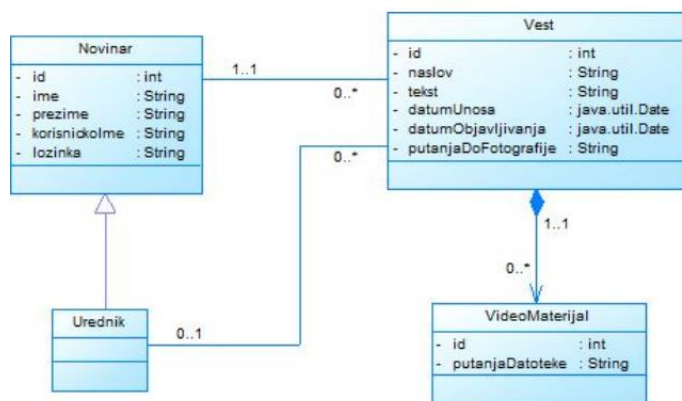 Novinar
- id : int
- ime : String
- prezime : String
- korisnickoIme : String
- lozinka : String
1..1
0..*
Vest
- id : int
- naslov : String
- tekst : String
- datumUnosa : java.util.Date
- datumObjavljivanja : java.util.Date
- putanjaDoFotografije : String
0..*
1..1
0..*
Urednik
0..1
VideoMaterijal
- id : int
- putanjaDatoteke : String